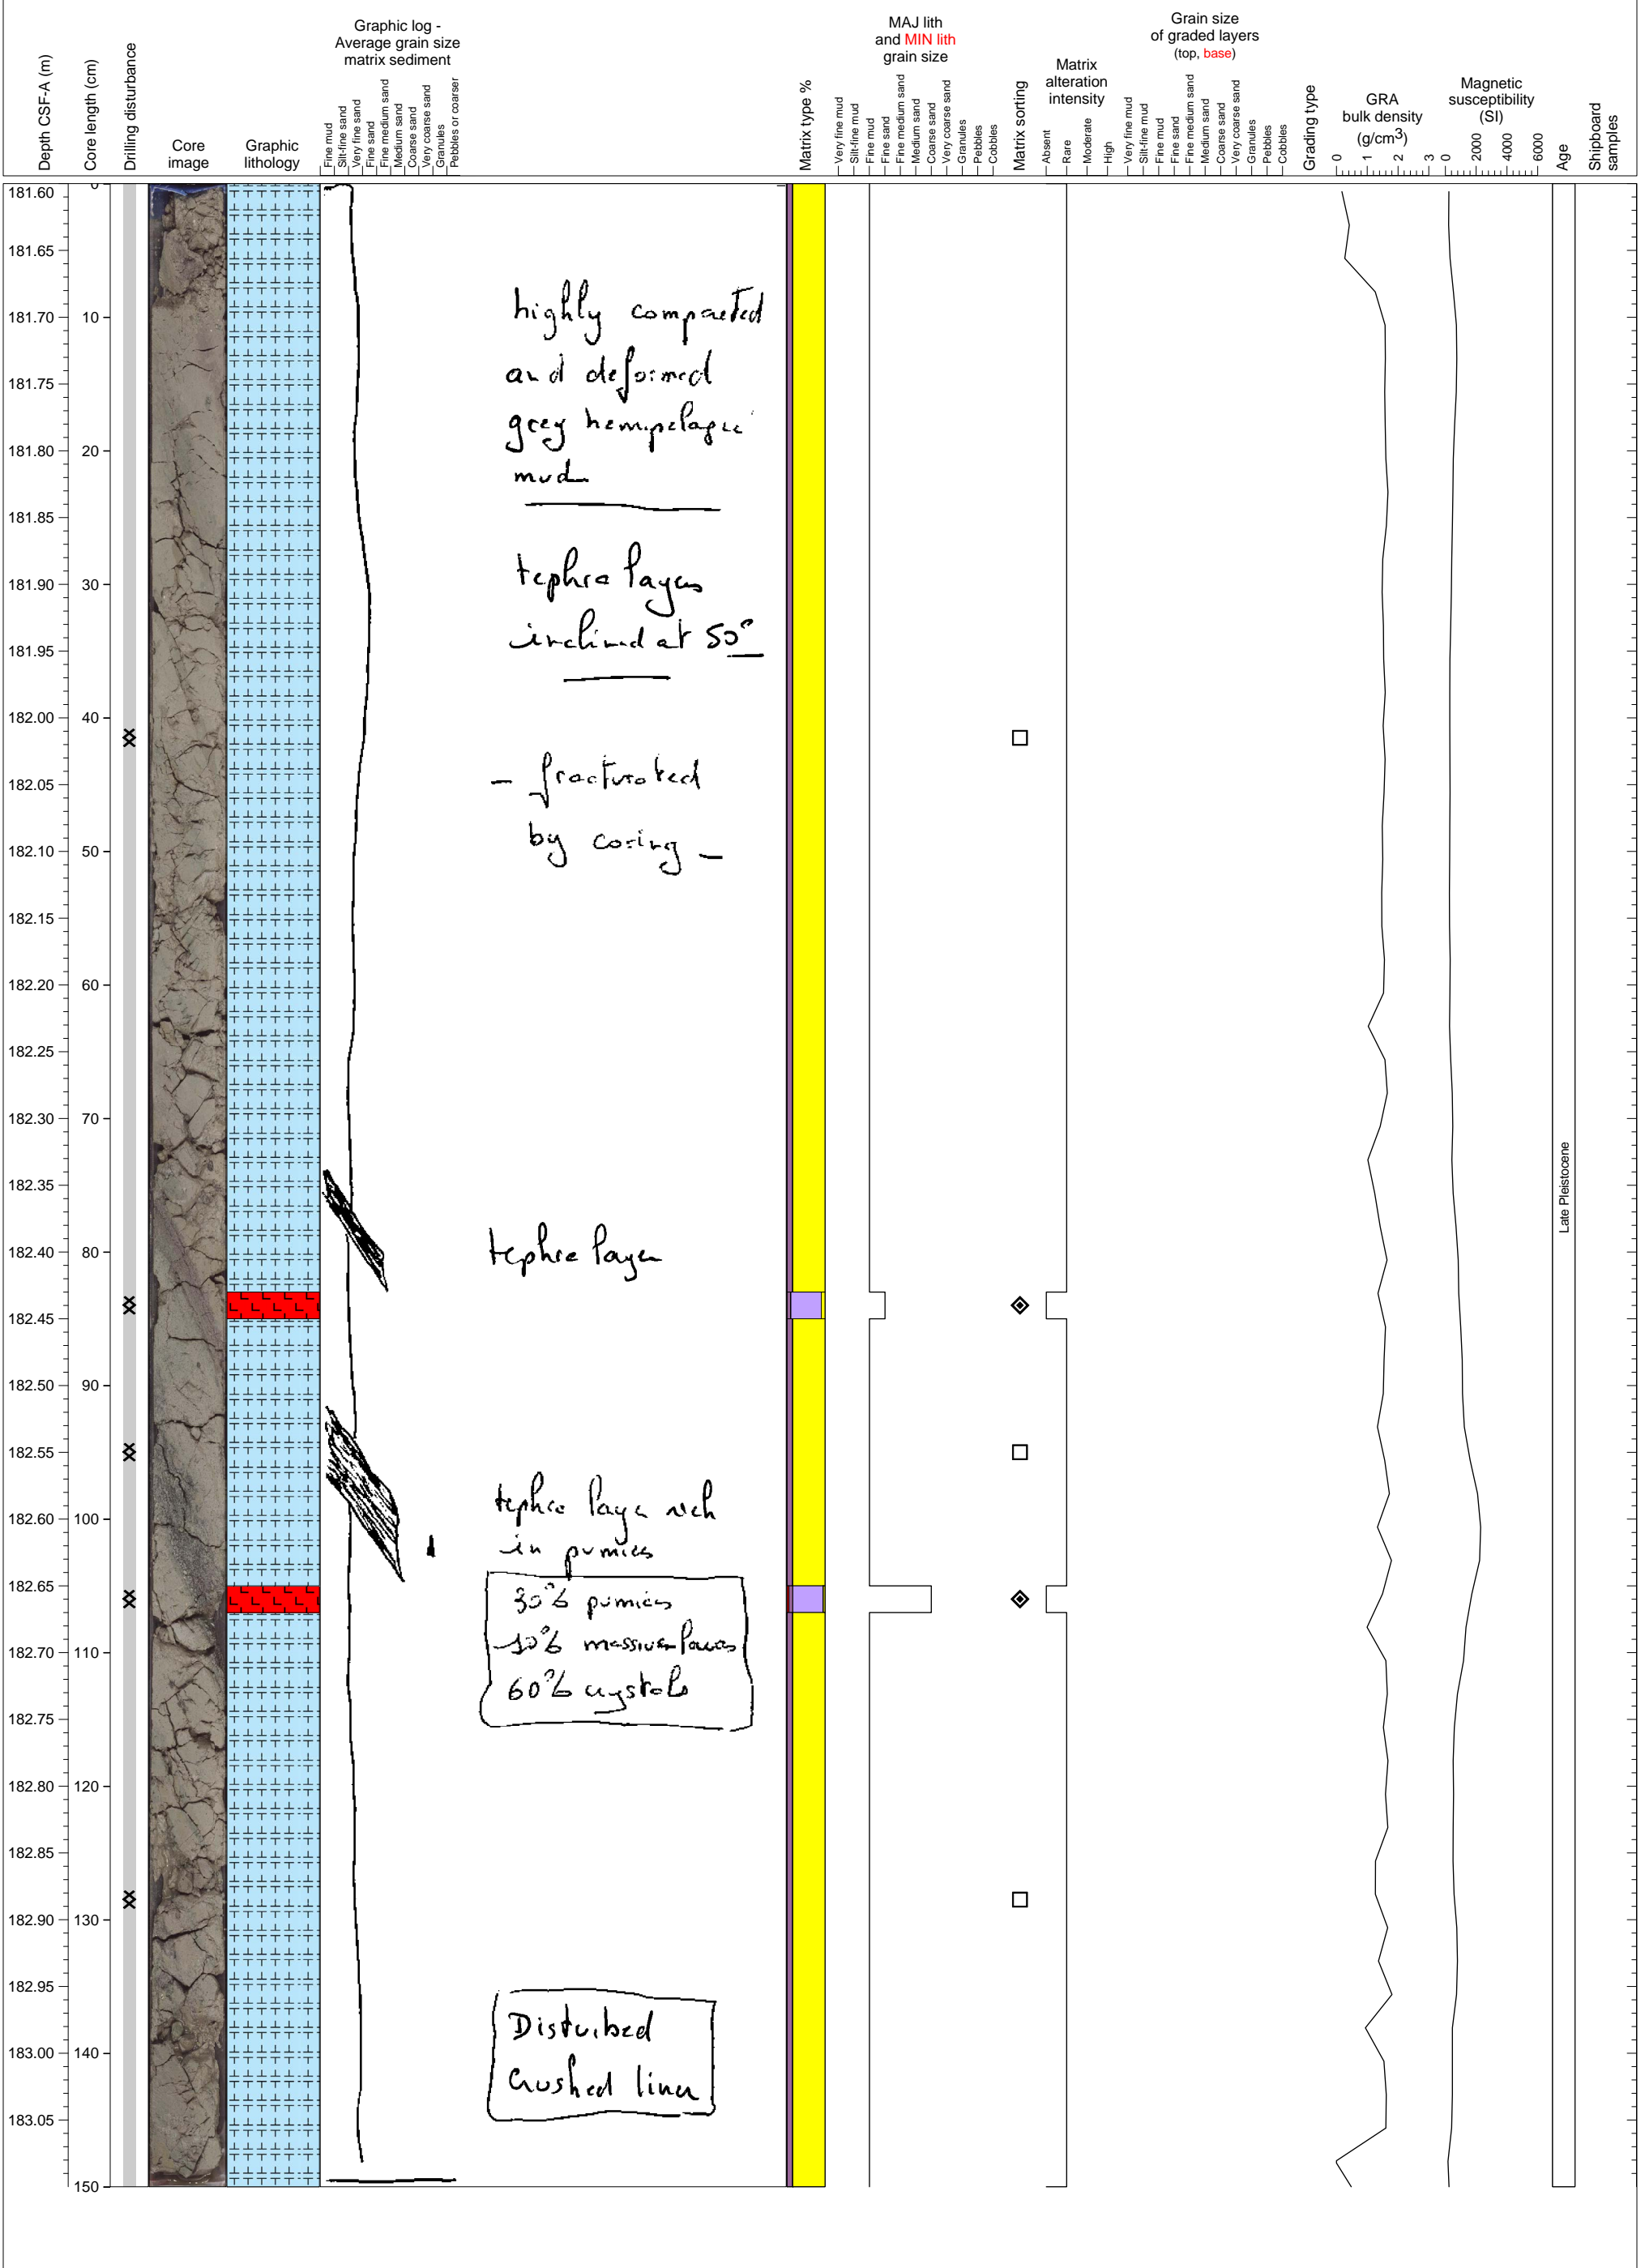 Depth CSF-A (m)
Core length (cm)
Drilling disturbance
Core
image
Graphic
lithology
Graphic log -
Average grain size
matrix sediment
Fine mud
Silt-fine sand
Very fine sand
Fine sand
Fine medium sand
Medium sand
Coarse sand
Very coarse sand
Granules
Pebbles or coarser
Matrix type %
MAJ lith
and MIN lith
grain size
Very fine mud
Silt-fine mud
Fine mud
Fine sand
Fine medium sand
Medium sand
Coarse sand
Very coarse sand
Granules
Pebbles
Cobbles
Matrix sorting
Matrix
alteration
intensity
Absent
Rare
Moderate
High
Grain size
of graded layers
(top, base)
Very fine mud
Silt-fine mud
Fine mud
Fine sand
Fine medium sand
Medium sand
Coarse sand
Very coarse sand
Granules
Pebbles
Cobbles
Grading type
GRA
bulk density
(g/cm3)
0 1 2 3
Magnetic
susceptibility
(SI)
0 2000 4000 6000
Age
Shipboard
samples
181.60
181.65
181.70
181.75
181.80
181.85
181.90
181.95
182.00
182.05
182.10
182.15
182.20
182.25
182.30
182.35
182.40
182.45
182.50
182.55
182.60
182.65
182.70
182.75
182.80
182.85
182.90
182.95
183.00
183.05
0
10
20
30
40
50
60
70
80
90
100
110
120
130
140
150
highly compacted
and deformed
grey hemipelagic
mud
tephra layers
inclined at 50°
- fracturated
by coring -
tephra layer
tephra layer rich
in pumices
30% pumices
10% massive lavas
60% crystals
Disturbed
Crushed liner
Late Pleistocene